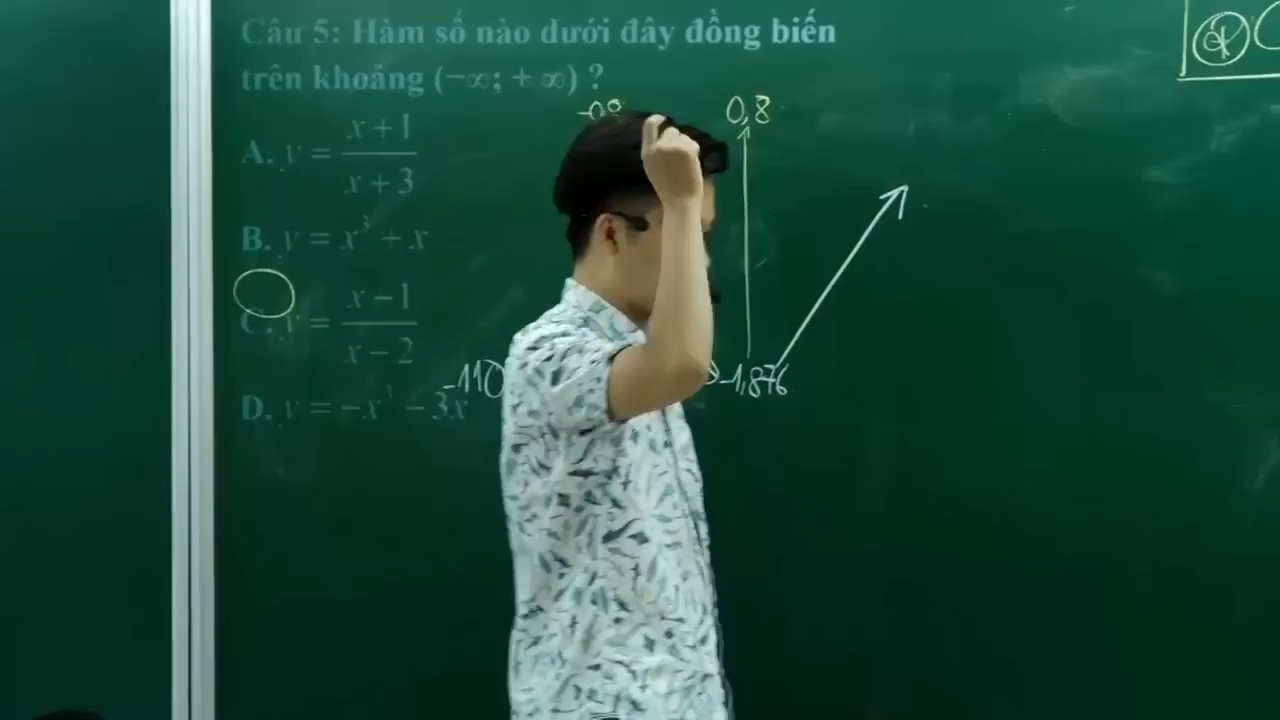 Câu 5: Hàm số nào dưới đây đồng biến
trên khoảng (−∞; + ∞) ?
A. y = (x + 1)/(x + 3)
B. y = x³ + x
C. y = (x − 1)/(x − 2)
D. y = −x³ − 3x
0,8
-110
-1,876